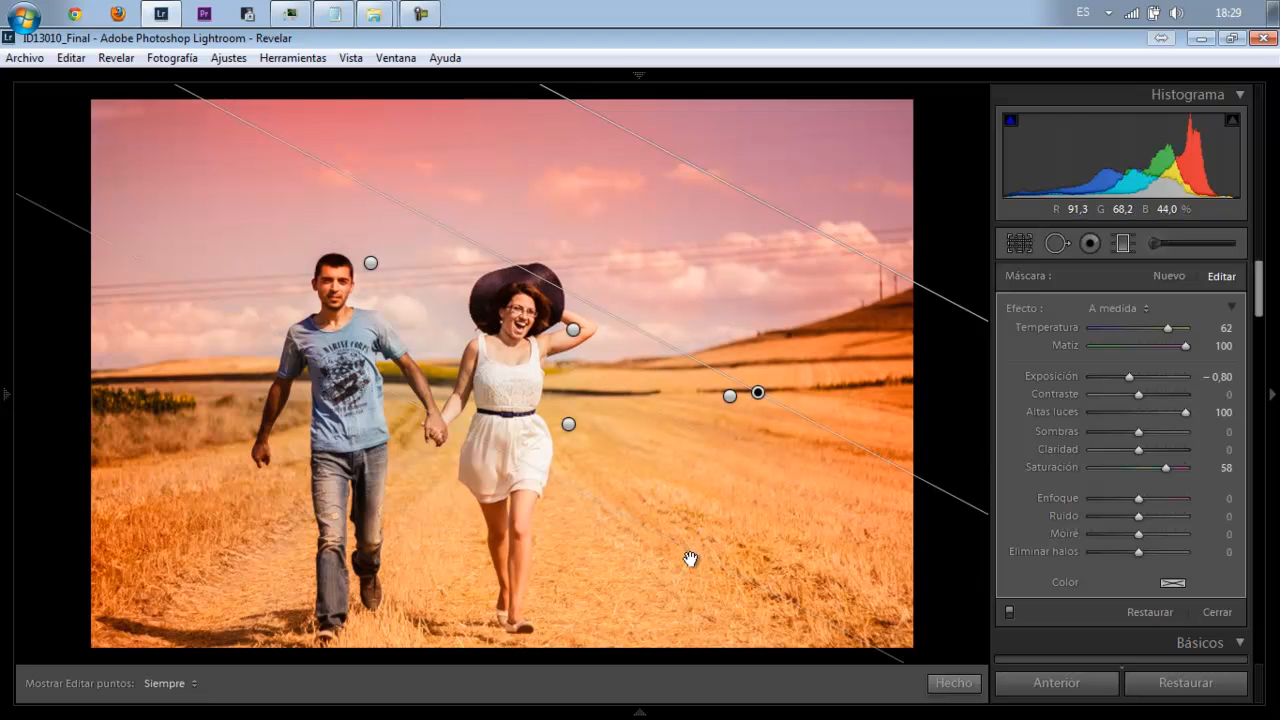 Lr
Pr
ES
18:29
Lr ID13010_Final - Adobe Photoshop Lightroom - Revelar
Archivo Editar Revelar Fotografía Ajustes Herramientas Vista Ventana Ayuda
Histograma
R 91,3 G 68,2 B 44,0 %
Máscara : Nuevo Editar
Efecto : A medida
Temperatura 62
Matiz 100
Exposición – 0,80
Contraste 0
Altas luces 100
Sombras 0
Claridad 0
Saturación 58
Enfoque 0
Ruido 0
Moiré 0
Eliminar halos 0
Color
Restaurar Cerrar
Básicos
Mostrar Editar puntos: Siempre
Hecho
Anterior Restaurar